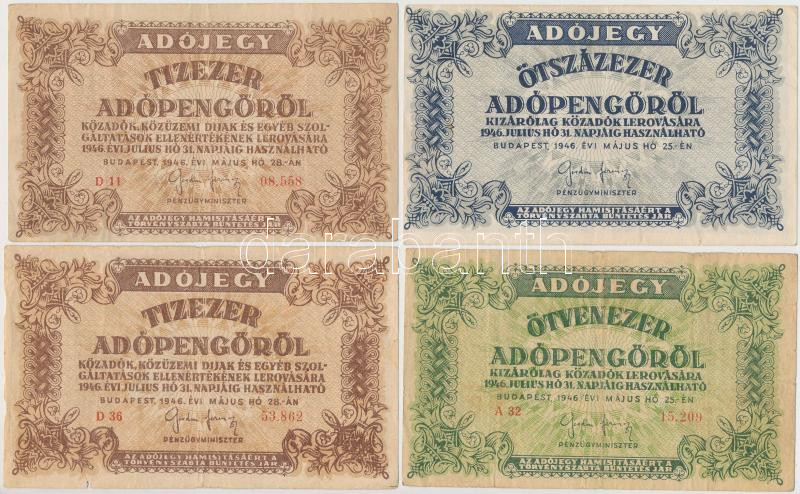 ADÓJEGY
TIZEZER
ADÓPENGŐRŐL
KÖZADÓK, KÖZÜZEMI DIJAK ÉS EGYÉB SZOL-
GÁLTATÁSOK ELLENÉRTÉKÉNEK LEROVÁSÁRA
1946. ÉVI JULIUS HÓ 31. NAPJÁIG HASZNÁLHATÓ
BUDAPEST, 1946. ÉVI MÁJUS HÓ 28.-ÁN
D 11 08,558
PÉNZÜGYMINISZTER
AZ ADÓJEGY HAMISITÁSÁÉRT A
TÖRVÉNYSZABTA BÜNTETÉS JÁR
ADÓJEGY
ÖTSZÁZEZER
ADÓPENGŐRŐL
KIZÁRÓLAG KÖZADÓK LEROVÁSÁRA
1946. JULIUS HÓ 31. NAPJÁIG HASZNÁLHATÓ
BUDAPEST, 1946. ÉVI MÁJUS HÓ 25.-ÉN
PÉNZÜGYMINISZTER
AZ ADÓJEGY HAMISITÁSÁÉRT A
TÖRVÉNYSZABTA BÜNTETÉS JÁR
darabanth
ADÓJEGY
TIZEZER
ADÓPENGŐRŐL
KÖZADÓK, KÖZÜZEMI DIJAK ÉS EGYÉB SZOL-
GÁLTATÁSOK ELLENÉRTÉKÉNEK LEROVÁSÁRA
1946. ÉVI JULIUS HÓ 31. NAPJÁIG HASZNÁLHATÓ
BUDAPEST, 1946. ÉVI MÁJUS HÓ 28.-ÁN
D 36 53,862
PÉNZÜGYMINISZTER
AZ ADÓJEGY HAMISITÁSÁÉRT A
TÖRVÉNYSZABTA BÜNTETÉS JÁR
ADÓJEGY
ÖTVENEZER
ADÓPENGŐRŐL
KIZÁRÓLAG KÖZADÓK LEROVÁSÁRA
1946. JULIUS HÓ 31. NAPJÁIG HASZNÁLHATÓ
BUDAPEST, 1946. ÉVI MÁJUS HÓ 25.-ÉN
A 32 15,209
PÉNZÜGYMINISZTER
AZ ADÓJEGY HAMISITÁSÁÉRT A
TÖRVÉNYSZABTA BÜNTETÉS JÁR